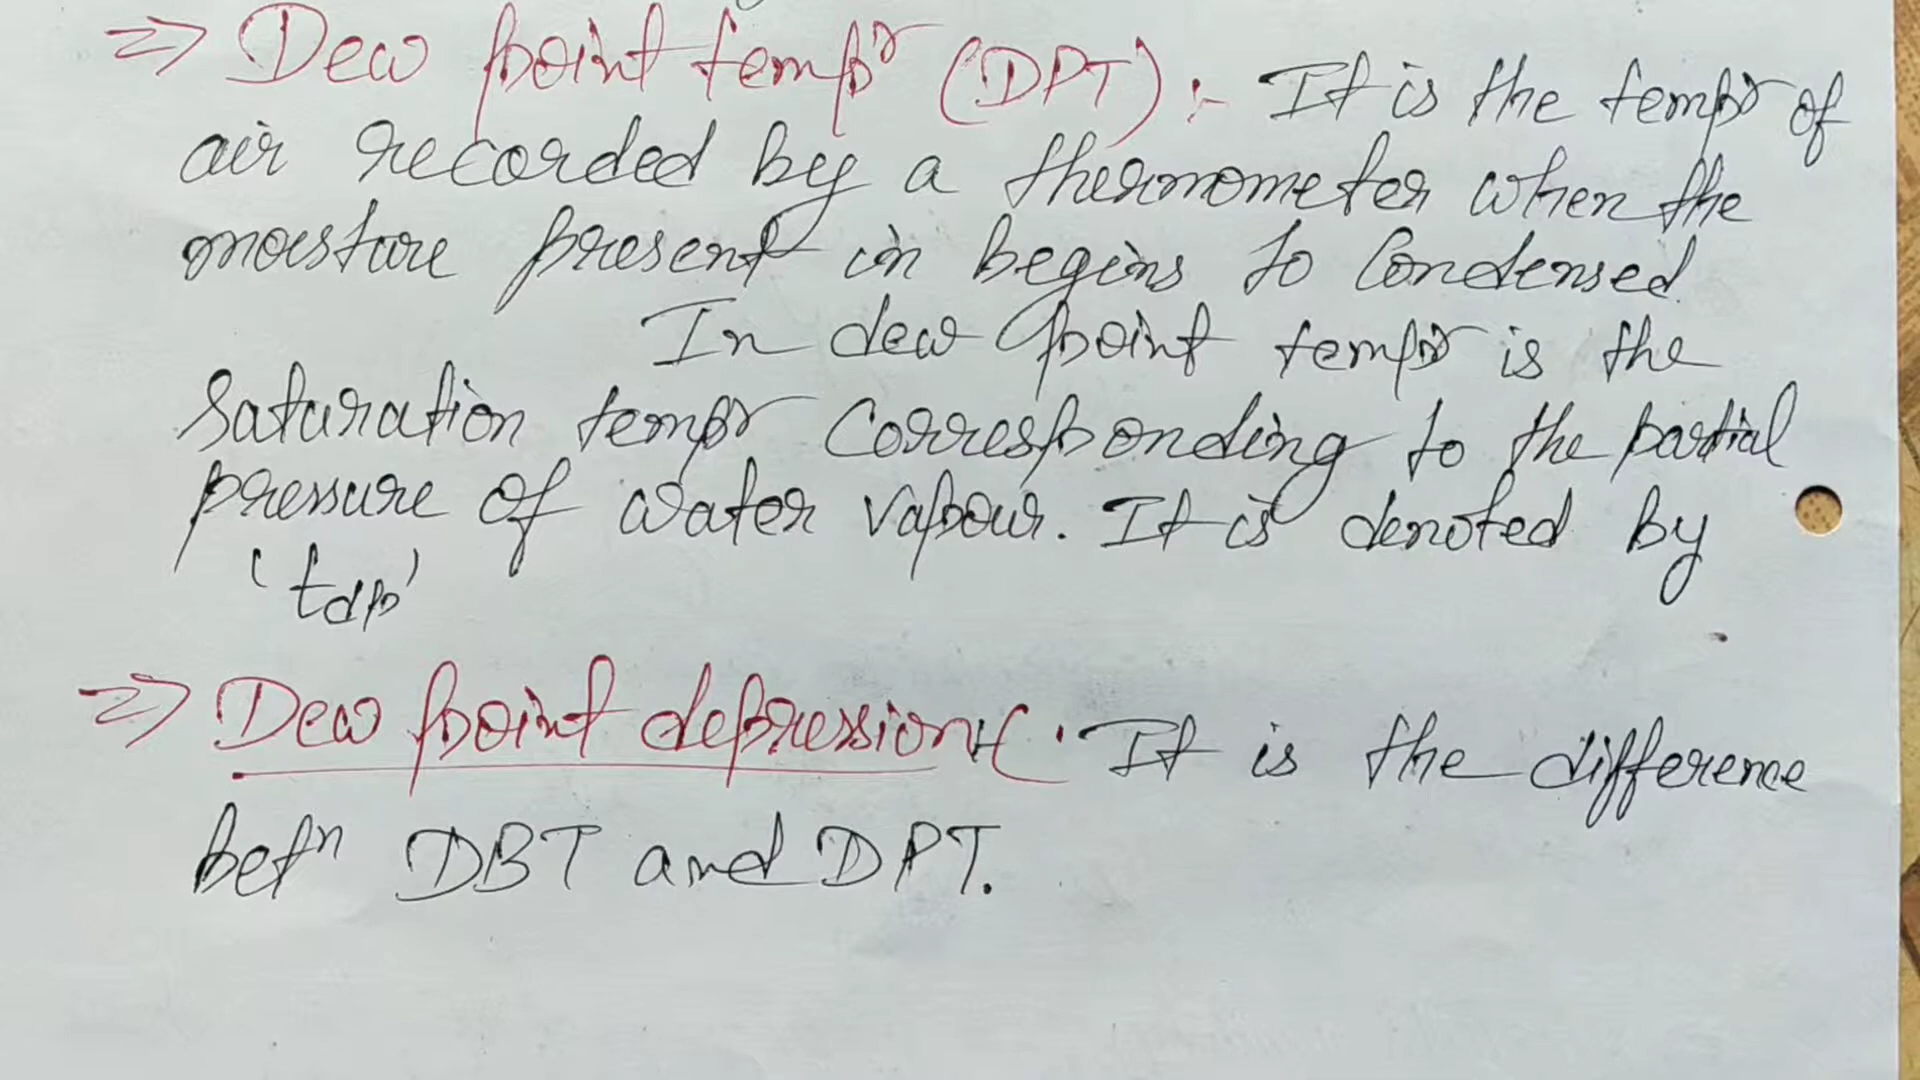 ⇒ Dew point tempr (DPT):- It is the tempr of
air recorded by a thermometer when the
moisture present in begins to Condensed.
In dew point tempr is the
Saturation tempr Corresponding to the partial
pressure of water vapour. It is denoted by
'tdp'
⇒ Dew point depression:- It is the difference
betn DBT and DPT.